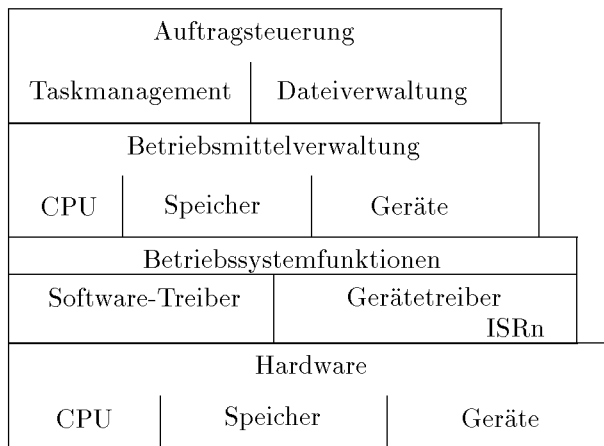 Auftragsteuerung
Taskmanagement Dateiverwaltung
Betriebsmittelverwaltung
CPU Speicher Geräte
Betriebssystemfunktionen
Software-Treiber Gerätetreiber
ISRn
Hardware
CPU Speicher Geräte